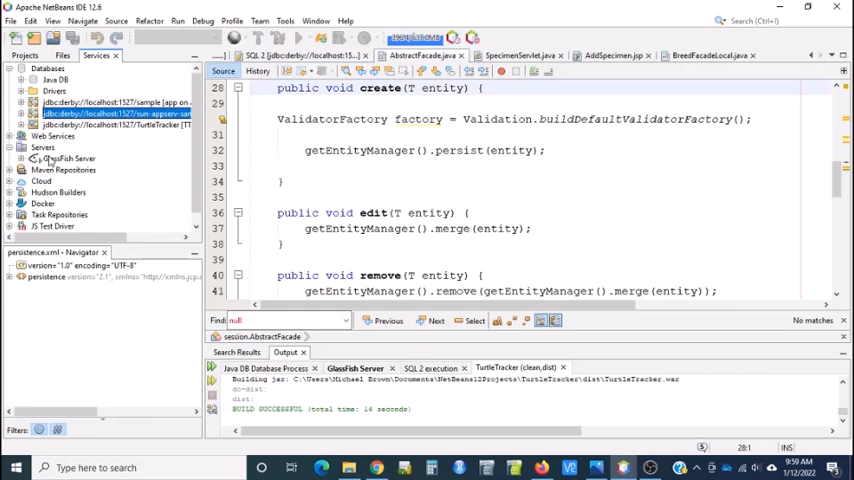 Apache NetBeans IDE 12.6
File Edit View Navigate Source Refactor Run Debug Profile Team Tools Window Help
Search (Ctrl+I)
Projects Files Services
SQL 2 [jdbc:derby://localhost:15... AbstractFacade.java SpecimenServlet.java AddSpecimen.jsp BreedFacadeLocal.java
Source History
Databases
Java DB
Drivers
jdbc:derby://localhost:1527/sample [app on
jdbc:derby://localhost:1527/sun-appserv-sam
jdbc:derby://localhost:1527/TurtleTracker [TT
Web Services
Servers
GlassFish Server
Maven Repositories
Cloud
Hudson Builders
Docker
Task Repositories
JS Test Driver
28 public void create(T entity) {
29
ValidatorFactory factory = Validation.buildDefaultValidatorFactory();
31
32 getEntityManager().persist(entity);
33
34 }
35
36 public void edit(T entity) {
37 getEntityManager().merge(entity);
38 }
39
40 public void remove(T entity) {
41 getEntityManager().remove(getEntityManager().merge(entity));
persistence.xml - Navigator
version="1.0" encoding="UTF-8"
persistence version="2.1", xmlns="http://xmlns.jcp.
Filters:
Find: null Previous Next Select No matches
session.AbstractFacade
Search Results Output
Java DB Database Process GlassFish Server SQL 2 execution TurtleTracker (clean,dist)
Building jar: C:\Users\Michael Brown\Documents\NetBeans12Projects\TurtleTracker\dist\TurtleTracker.war
do-dist:
dist:
BUILD SUCCESSFUL (total time: 14 seconds)
28:1 INS
Type here to search
9:59 AM
1/12/2022